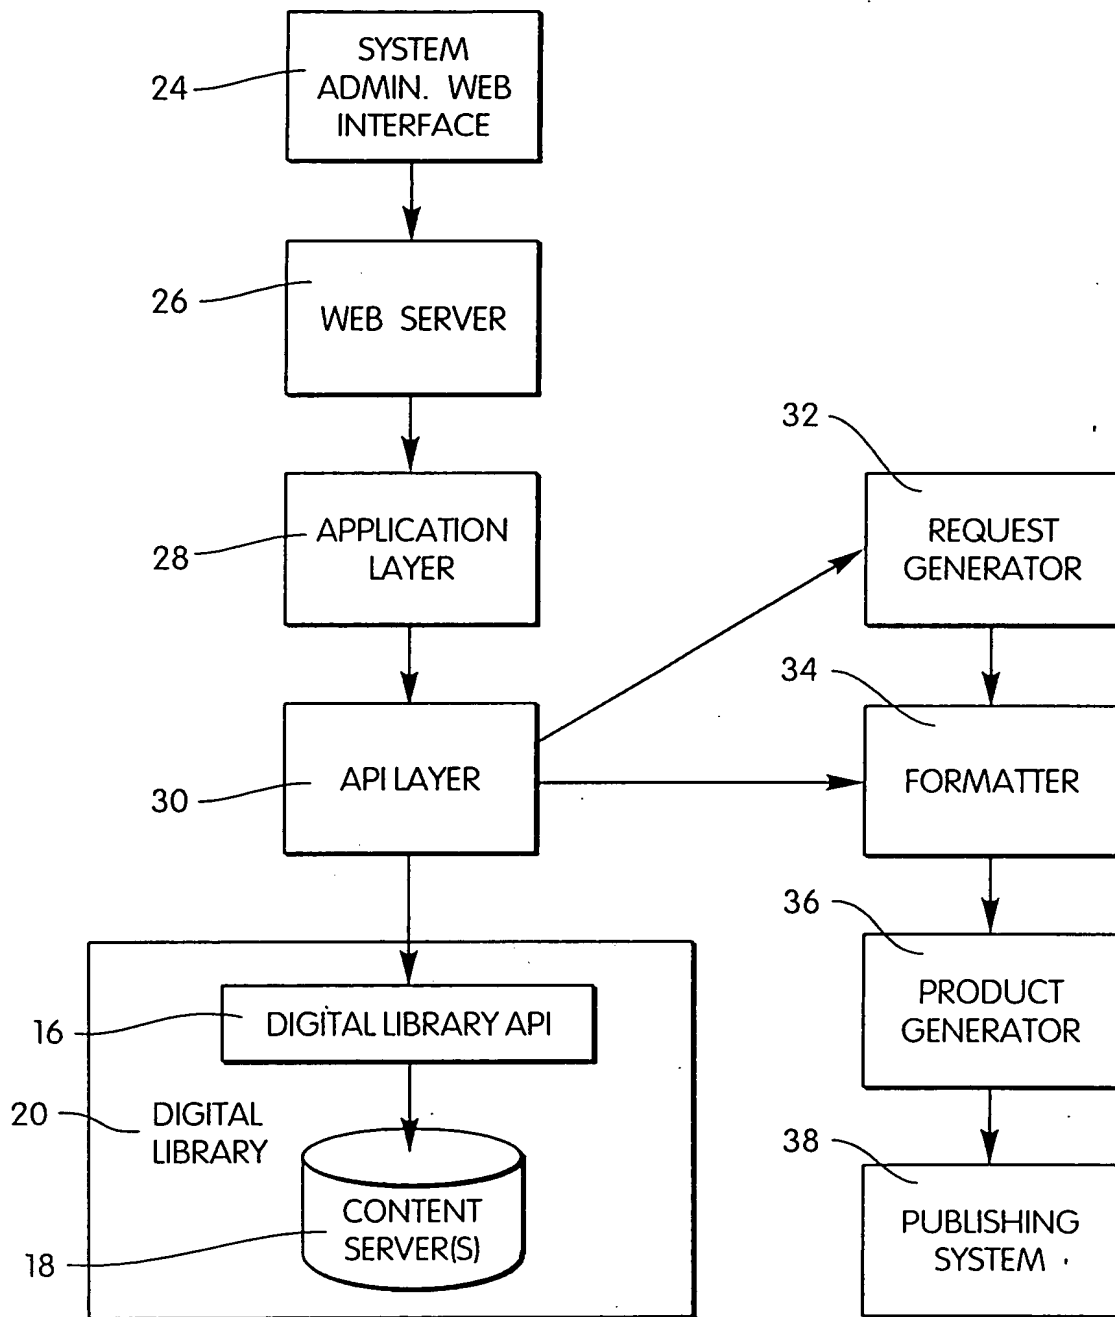 SYSTEM
ADMIN. WEB
INTERFACE
24
WEB SERVER
26
APPLICATION
LAYER
28
32
REQUEST
GENERATOR
API LAYER
30
34
FORMATTER
36
PRODUCT
GENERATOR
16
DIGITAL LIBRARY API
20
DIGITAL
LIBRARY
CONTENT
SERVER(S)
18
38
PUBLISHING
SYSTEM